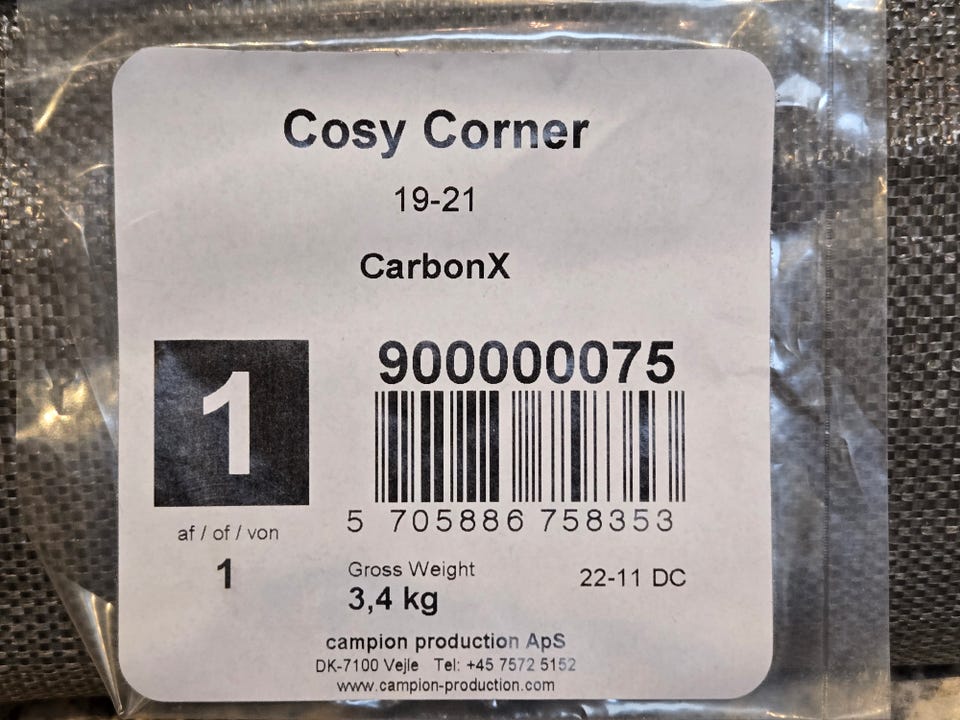 Cosy Corner
19-21
CarbonX
1
af / of / von
1
900000075
5 705886 758353
Gross Weight
3,4 kg
22-11 DC
campion production ApS
DK-7100 Vejle Tel: +45 7572 5152
www.campion-production.com